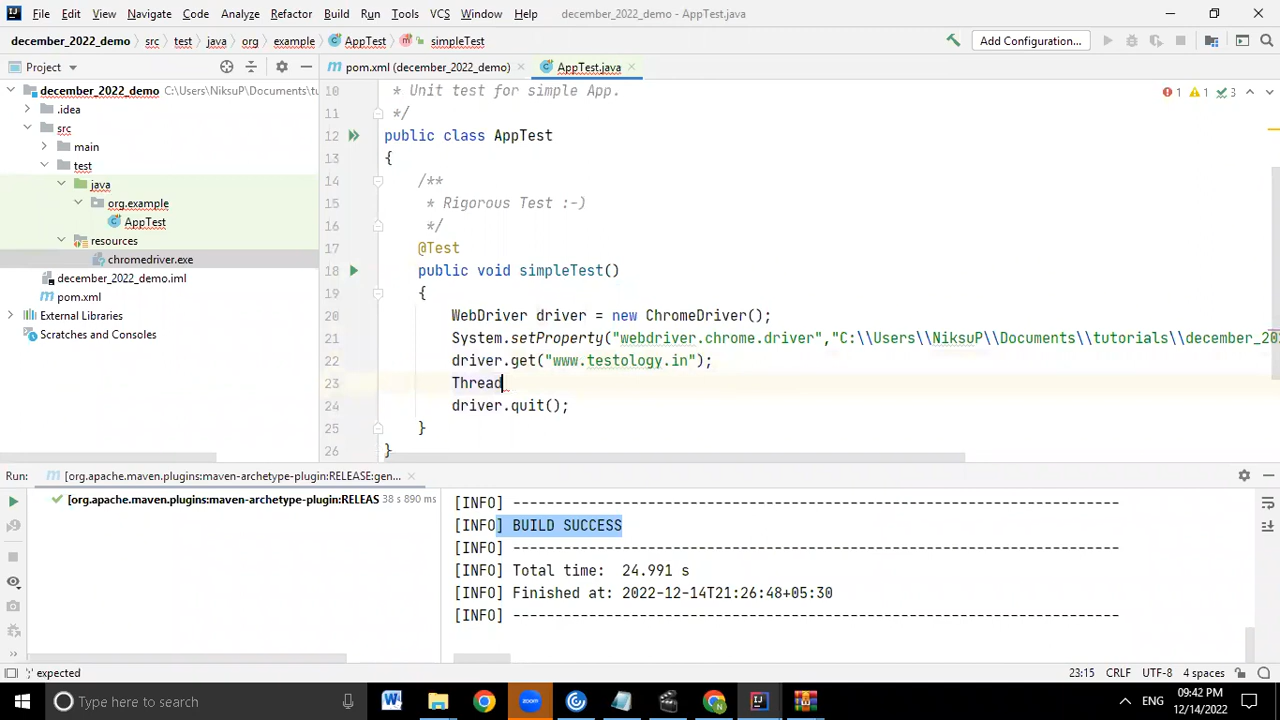 File Edit View Navigate Code Analyze Refactor Build Run Tools VCS Window Help december_2022_demo - AppTest.java
december_2022_demo src test java org example AppTest simpleTest Add Configuration...
Project pom.xml (december_2022_demo) AppTest.java
december_2022_demo C:\Users\NiksuP\Documents\tu
.idea
src
main
test
java
org.example
AppTest
resources
chromedriver.exe
december_2022_demo.iml
pom.xml
External Libraries
Scratches and Consoles
1 1 3
10 * Unit test for simple App.
11 */
12 public class AppTest
13 {
14 /**
15 * Rigorous Test :-)
16 */
17 @Test
18 public void simpleTest()
19 {
20 WebDriver driver = new ChromeDriver();
21 System.setProperty("webdriver.chrome.driver","C:\\Users\\NiksuP\\Documents\\tutorials\\december_20
22 driver.get("www.testology.in");
23 Thread
24 driver.quit();
25 }
26 }
Run: [org.apache.maven.plugins:maven-archetype-plugin:RELEASE:gen...
[org.apache.maven.plugins:maven-archetype-plugin:RELEAS 38 s 890 ms
[INFO] ------------------------------------------------------------------------
[INFO] BUILD SUCCESS
[INFO] ------------------------------------------------------------------------
[INFO] Total time:  24.991 s
[INFO] Finished at: 2022-12-14T21:26:48+05:30
[INFO] ------------------------------------------------------------------------
';' expected 23:15 CRLF UTF-8 4 spaces
Type here to search zoom ENG 09:42 PM
12/14/2022